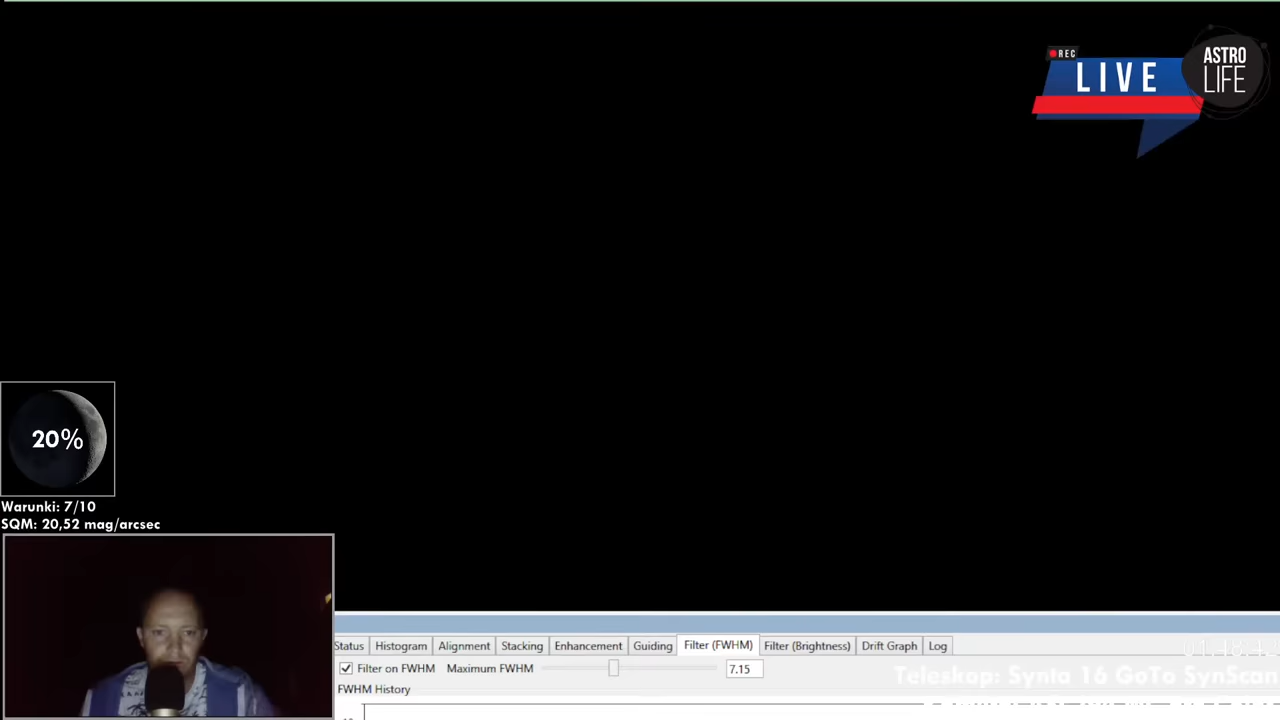 REC
LIVE
ASTRO
LIFE
20%
Warunki: 7/10
SQM: 20,52 mag/arcsec
Status Histogram Alignment Stacking Enhancement Guiding Filter (FWHM) Filter (Brightness) Drift Graph Log
Filter on FWHM Maximum FWHM 7.15
Teleskop: Synta 16 GoTo SynScan
FWHM History